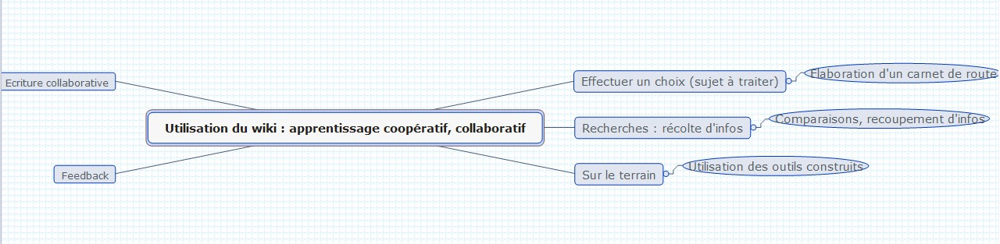 Ecriture collaborative
Utilisation du wiki : apprentissage coopératif, collaboratif
Feedback
Effectuer un choix (sujet à traiter)
Elaboration d'un carnet de route
Recherches : récolte d'infos
Comparaisons, recoupement d'infos
Sur le terrain
Utilisation des outils construits